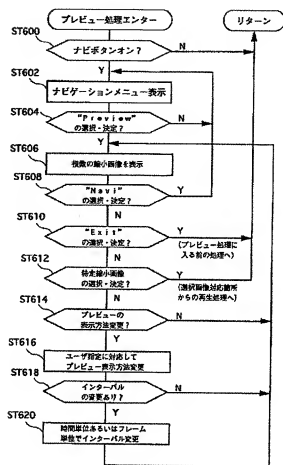 プレビュー処理エンター
リターン
ST600
ナビボタンオン?
N
Y
ST602
ナビゲーションメニュー表示
ST604
"Preview"
の選択・決定?
N
Y
ST606
複数の縮小画像を表示
ST608
"Navi"
の選択・決定?
Y
N
ST610
"Exit"
の選択・決定?
Y
(プレビュー処理に
入る前の処理へ)
N
ST612
特定縮小画像
の選択・決定?
Y
(選択画像対応箇所
からの再生処理へ)
N
ST614
プレビューの
表示方法変更?
N
Y
ST616
ユーザ指定に対応して
プレビュー表示方法変更
ST618
インターバル
の変更あり?
N
Y
ST620
時間単位あるいはフレーム
単位でインターバル変更